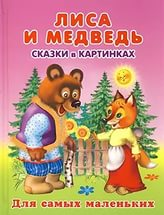 ЛИСА И МЕДВЕДЬ
СКАЗКИ В КАРТИНКАХ
Для самых маленьких